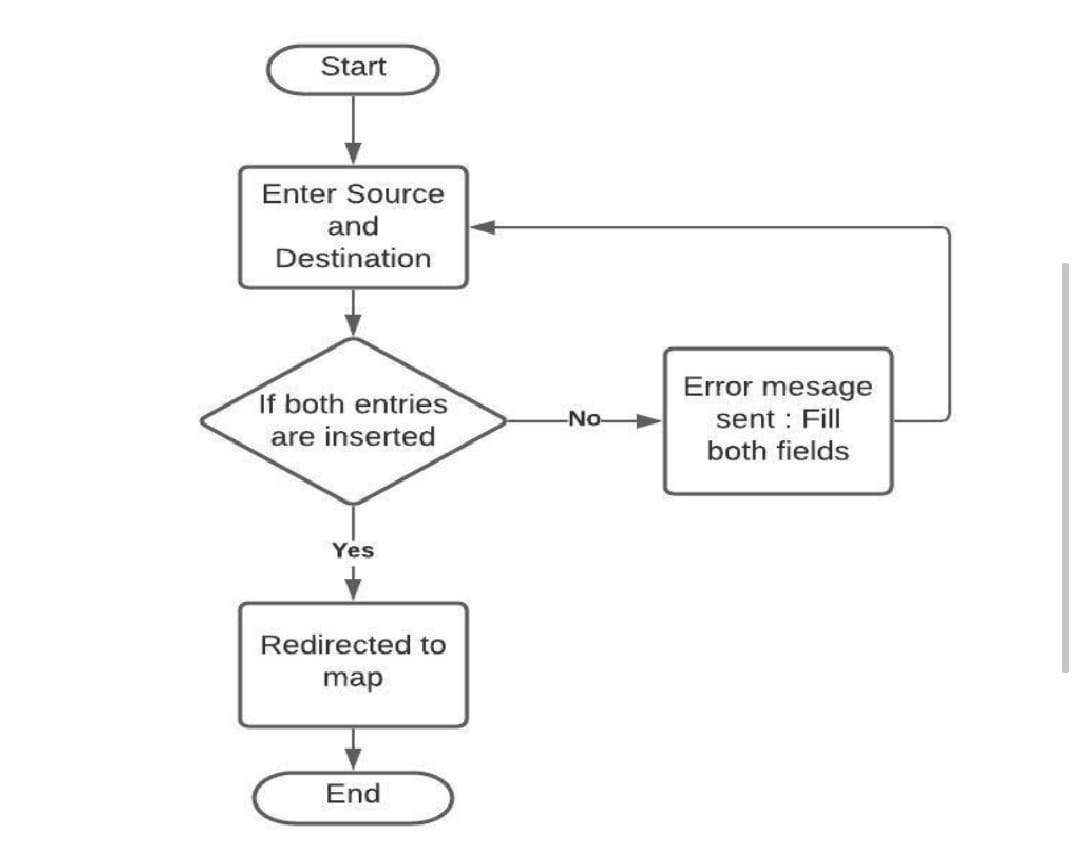 Start
Enter Source
and
Destination
If both entries
are inserted
No
Error mesage
sent : Fill
both fields
Yes
Redirected to
map
End